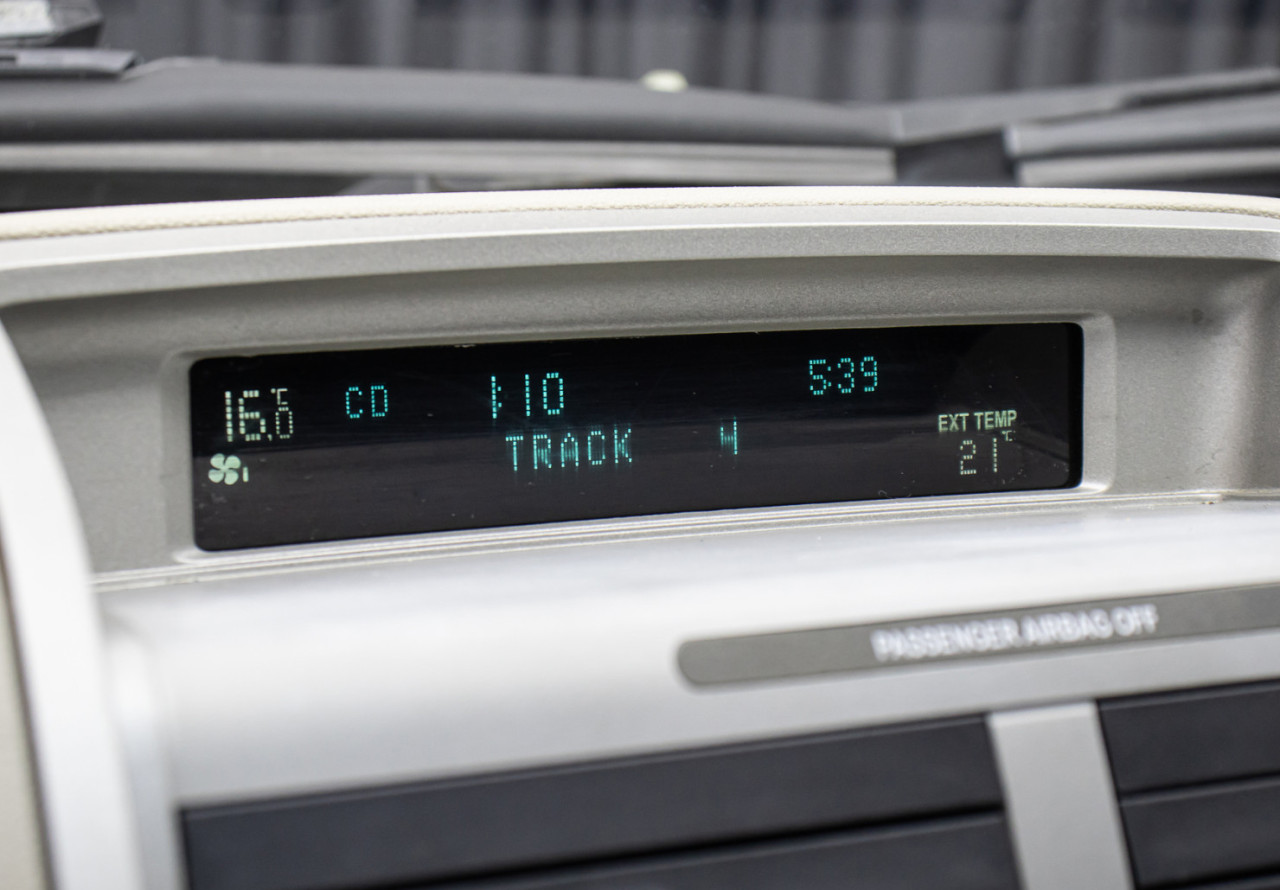 16.0°C CD 1:10 5:39
TRACK 4
EXT TEMP
21°C
PASSENGER AIRBAG OFF